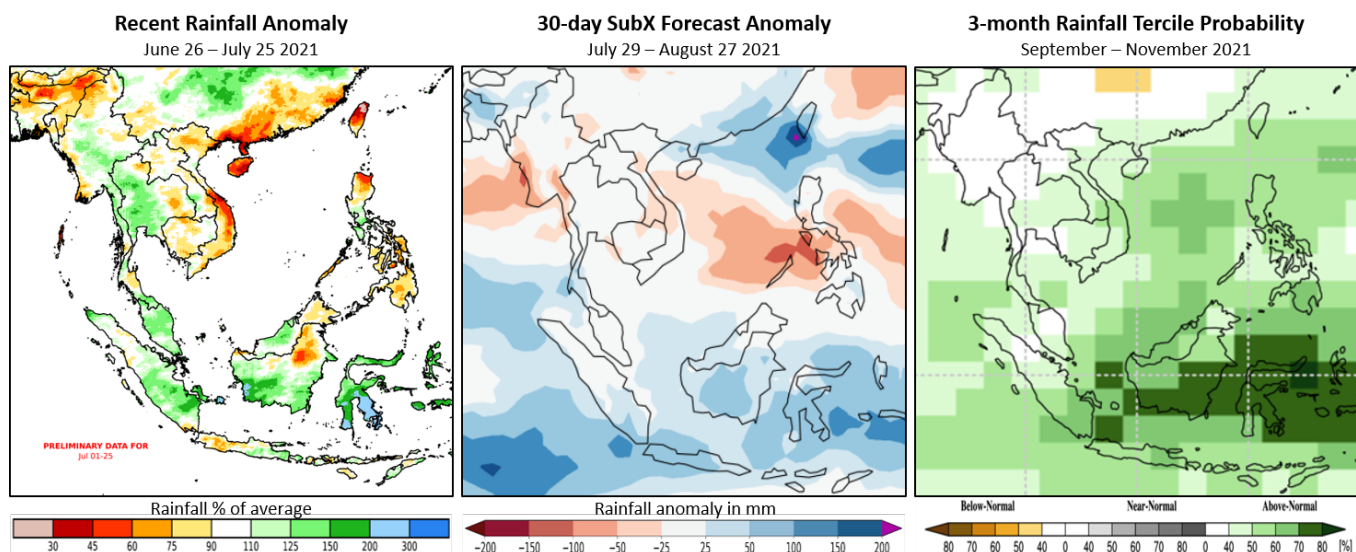 Recent Rainfall Anomaly
June 26 – July 25 2021
30-day SubX Forecast Anomaly
July 29 – August 27 2021
3-month Rainfall Tercile Probability
September – November 2021
PRELIMINARY DATA FOR
Jul 01-25
Rainfall % of average
30 45 60 75 90 110 125 150 200 300
Rainfall anomaly in mm
−200 −150 −100 −50 −25 25 50 100 150 200
Below-Normal Near-Normal Above-Normal
80 70 60 50 40 0 40 50 60 70 80 0 40 50 60 70 80 [%]